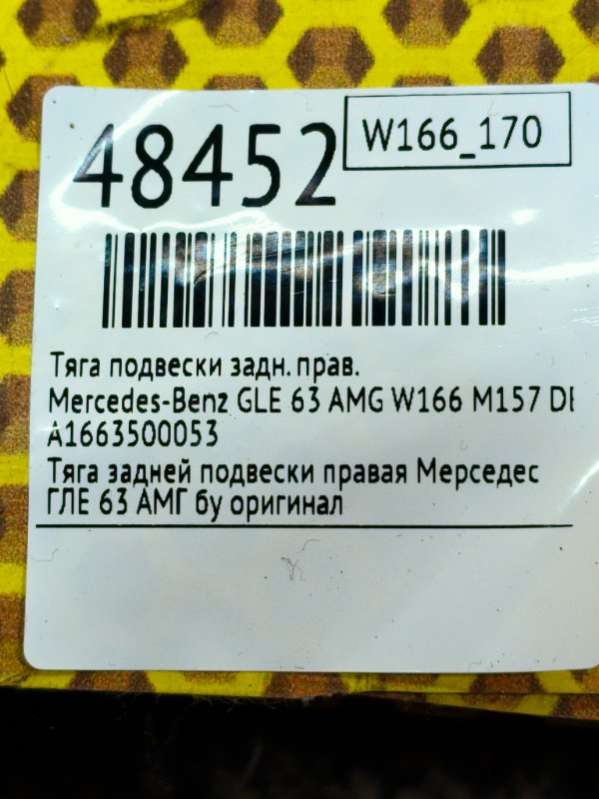 48452
W166_170
Тяга подвески задн. прав.
Mercedes-Benz GLE 63 AMG W166 M157 DE
A1663500053
Тяга задней подвески правая Мерседес
ГЛЕ 63 АМГ бу оригинал